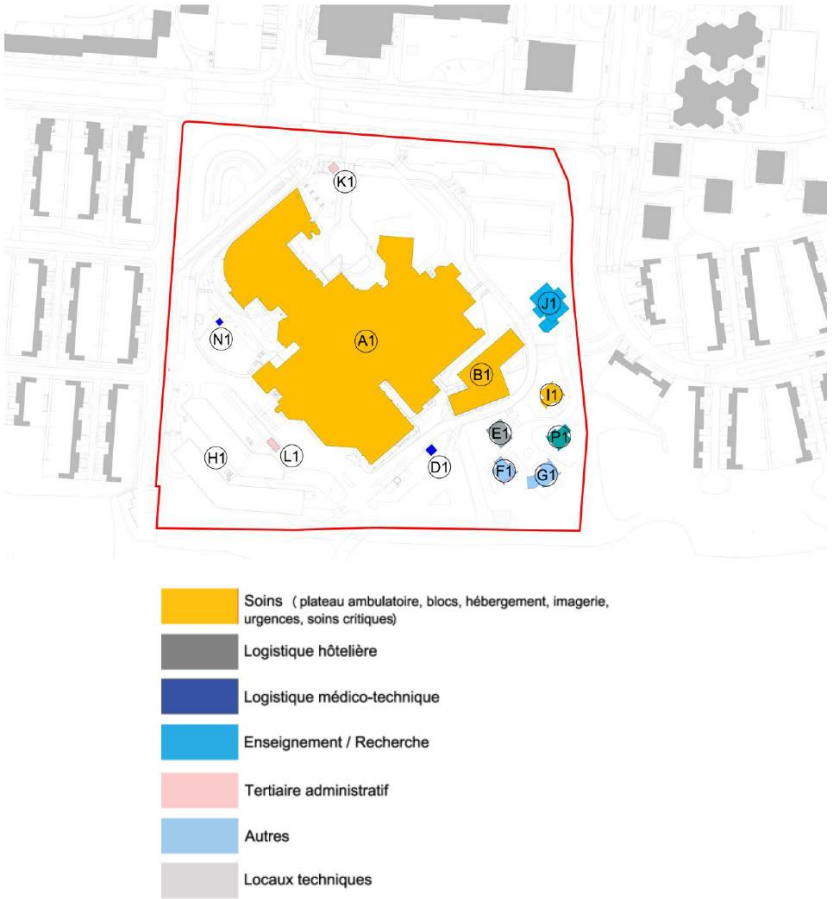 K1
J1
N1
A1
B1
I1
E1
P1
H1
L1
D1
F1
G1
Soins ( plateau ambulatoire, blocs, hébergement, imagerie,
urgences, soins critiques)
Logistique hôtelière
Logistique médico-technique
Enseignement / Recherche
Tertiaire administratif
Autres
Locaux techniques